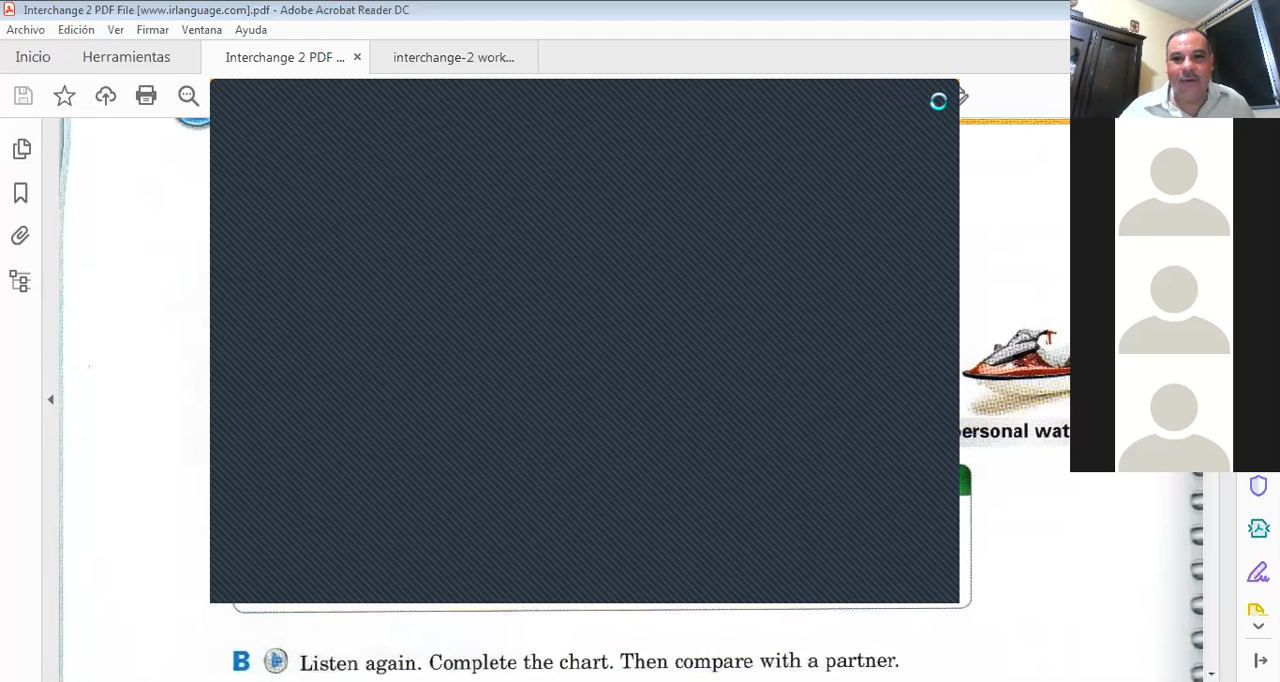 Interchange 2 PDF File [www.irlanguage.com].pdf - Adobe Acrobat Reader DC
Archivo Edición Ver Firmar Ventana Ayuda
Inicio Herramientas Interchange 2 PDF ... × interchange-2 work...
personal wat
B Listen again. Complete the chart. Then compare with a partner.